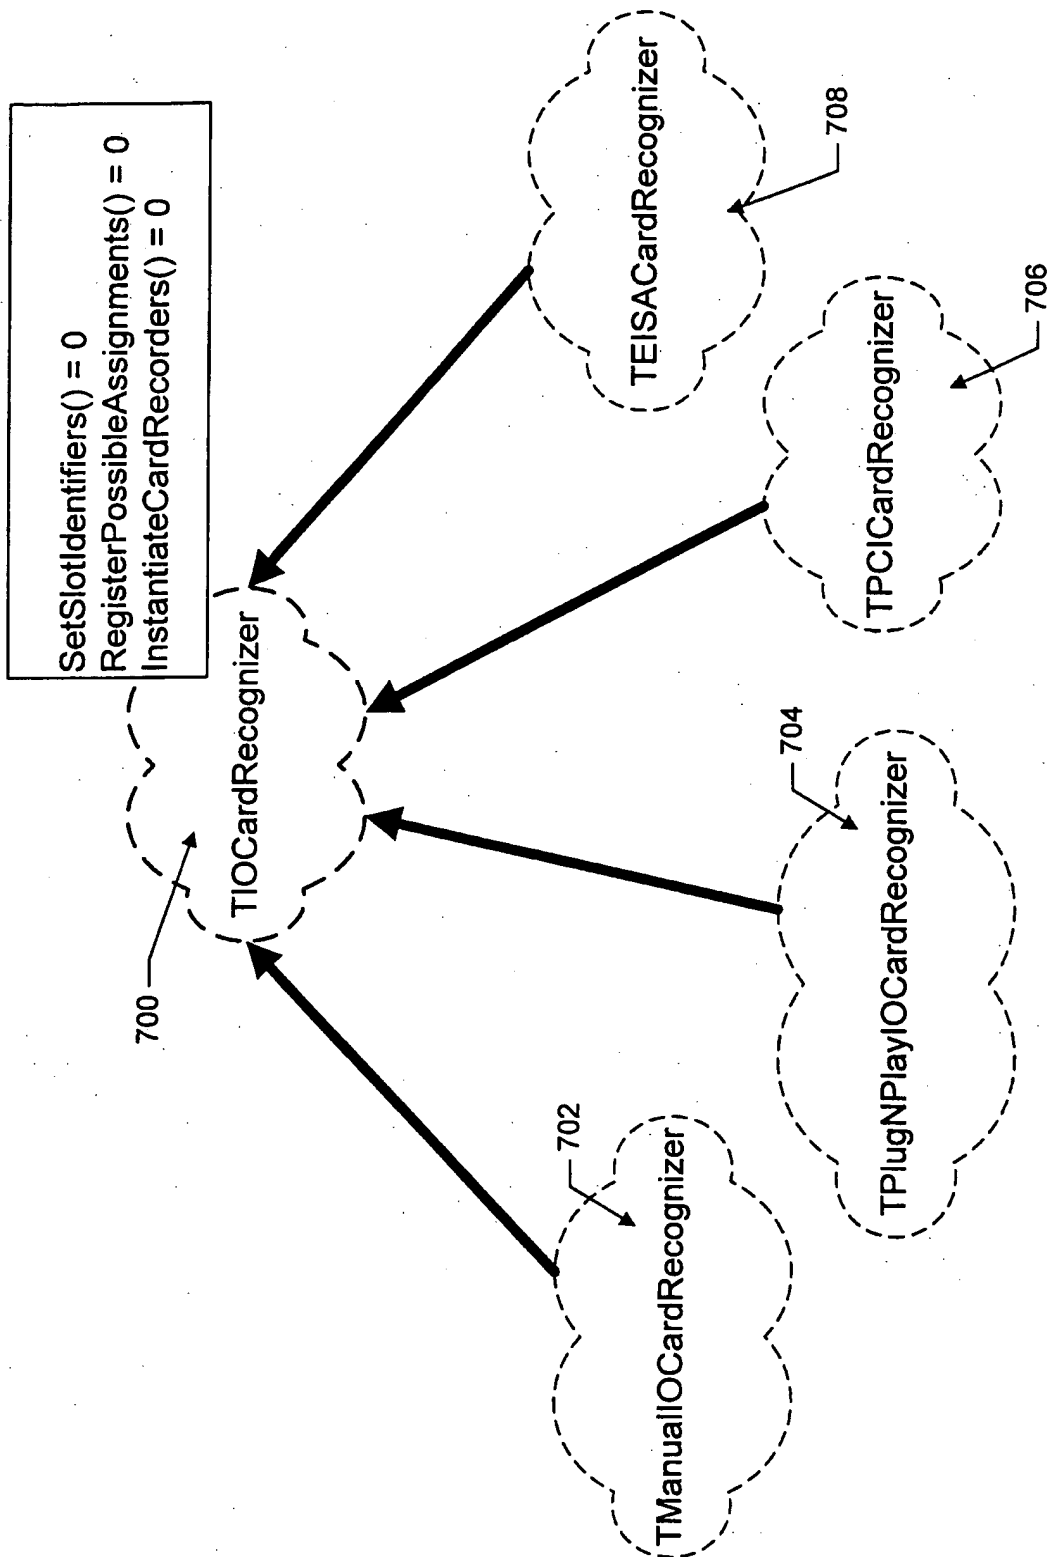 SetSlotIdentifiers() = 0
RegisterPossibleAssignments() = 0
InstantiateCardRecorders() = 0
700
TIOCardRecognizer
702
TManualIOCardRecognizer
704
TPlugNPlayIOCardRecognizer
TPCICardRecognizer
706
TEISACardRecognizer
708